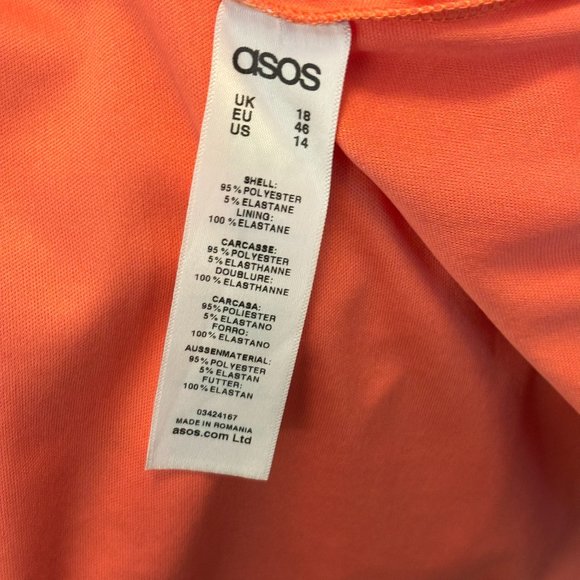 asos
UK 18
EU 46
US 14
SHELL:
95% POLYESTER
5% ELASTANE
LINING:
100% ELASTANE
CARCASSE:
95% POLYESTER
5% ELASTHANNE
DOUBLURE:
100% ELASTHANNE
CARCASA:
95% POLIESTER
5% ELASTANO
FORRO:
100% ELASTANO
AUSSENMATERIAL:
95% POLYESTER
5% ELASTAN
FUTTER:
100% ELASTAN
03424167
MADE IN ROMANIA
asos.com Ltd